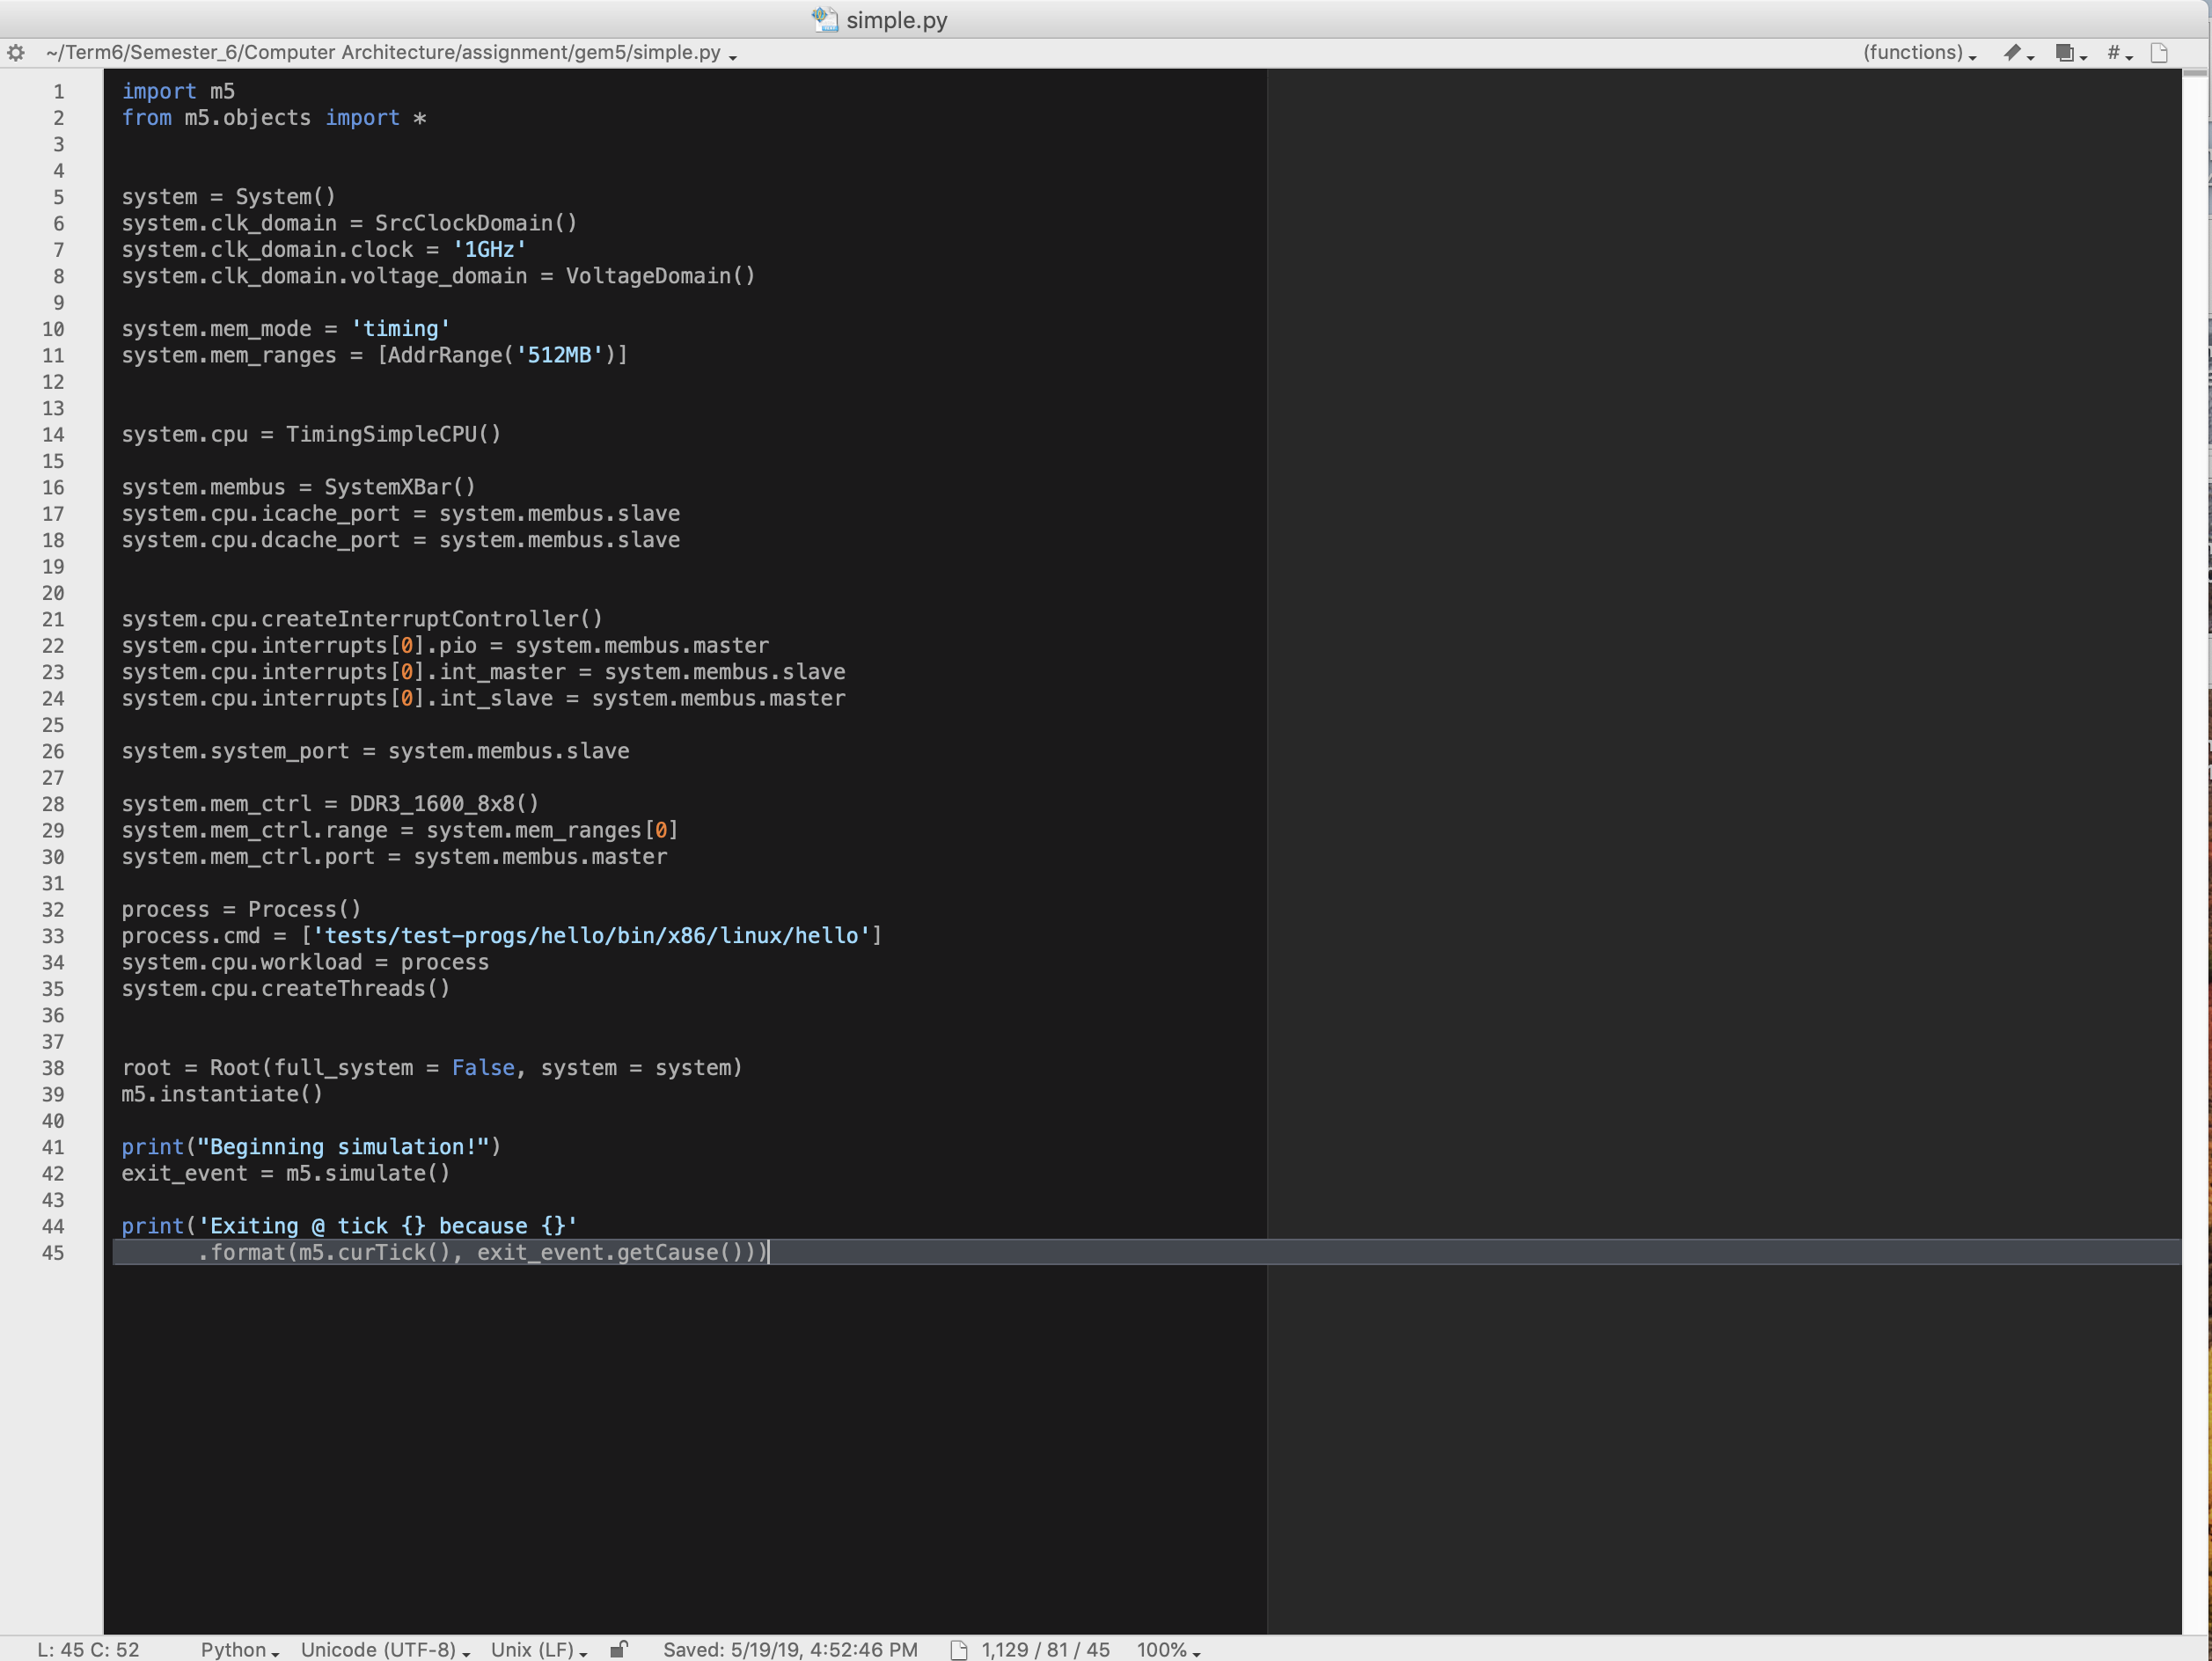 simple.py
~/Term6/Semester_6/Computer Architecture/assignment/gem5/simple.py
(functions)
#
1 import m5
2 from m5.objects import *
3
4
5 system = System()
6 system.clk_domain = SrcClockDomain()
7 system.clk_domain.clock = '1GHz'
8 system.clk_domain.voltage_domain = VoltageDomain()
9
10 system.mem_mode = 'timing'
11 system.mem_ranges = [AddrRange('512MB')]
12
13
14 system.cpu = TimingSimpleCPU()
15
16 system.membus = SystemXBar()
17 system.cpu.icache_port = system.membus.slave
18 system.cpu.dcache_port = system.membus.slave
19
20
21 system.cpu.createInterruptController()
22 system.cpu.interrupts[0].pio = system.membus.master
23 system.cpu.interrupts[0].int_master = system.membus.slave
24 system.cpu.interrupts[0].int_slave = system.membus.master
25
26 system.system_port = system.membus.slave
27
28 system.mem_ctrl = DDR3_1600_8x8()
29 system.mem_ctrl.range = system.mem_ranges[0]
30 system.mem_ctrl.port = system.membus.master
31
32 process = Process()
33 process.cmd = ['tests/test-progs/hello/bin/x86/linux/hello']
34 system.cpu.workload = process
35 system.cpu.createThreads()
36
37
38 root = Root(full_system = False, system = system)
39 m5.instantiate()
40
41 print("Beginning simulation!")
42 exit_event = m5.simulate()
43
44 print('Exiting @ tick {} because {}'
45       .format(m5.curTick(), exit_event.getCause()))
L: 45 C: 52 Python Unicode (UTF-8) Unix (LF) Saved: 5/19/19, 4:52:46 PM 1,129 / 81 / 45 100%